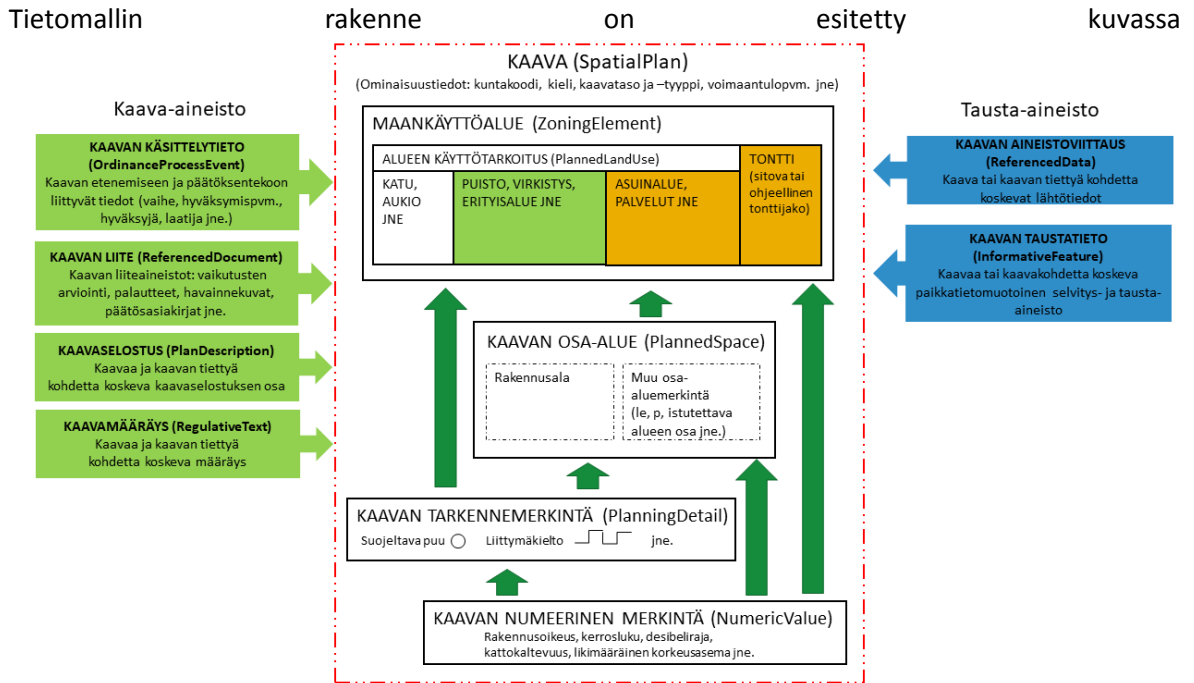 Tietomallin rakenne on esitetty kuvassa
KAAVA (SpatialPlan)
(Ominaisuustiedot: kuntakoodi, kieli, kaavataso ja –tyyppi, voimaantulopvm. jne)
Kaava-aineisto
KAAVAN KÄSITTELYTIETO
(OrdinanceProcessEvent)
Kaavan etenemiseen ja päätöksentekoon
liittyvät tiedot (vaihe, hyväksymispvm.,
hyväksyjä, laatija jne.)
KAAVAN LIITE (ReferencedDocument)
Kaavan liiteaineistot: vaikutusten
arviointi, palautteet, havainnekuvat,
päätösasiakirjat jne.
KAAVASELOSTUS (PlanDescription)
Kaavaa ja kaavan tiettyä
kohdetta koskeva kaavaselostuksen osa
KAAVAMÄÄRÄYS (RegulativeText)
Kaavaa ja kaavan tiettyä
kohdetta koskeva määräys
MAANKÄYTTÖALUE (ZoningElement)
ALUEEN KÄYTTÖTARKOITUS (PlannedLandUse)
KATU,
AUKIO
JNE
PUISTO, VIRKISTYS,
ERITYISALUE JNE
ASUINALUE,
PALVELUT JNE
TONTTI
(sitova tai
ohjeellinen
tonttijako)
KAAVAN OSA-ALUE (PlannedSpace)
Rakennusala
Muu osa-
aluemerkintä
(le, p, istutettava
alueen osa jne.)
KAAVAN TARKENNEMERKINTÄ (PlanningDetail)
Suojeltava puu Liittymäkielto jne.
KAAVAN NUMEERINEN MERKINTÄ (NumericValue)
Rakennusoikeus, kerrosluku, desibeliraja,
kattokaltevuus, likimääräinen korkeusasema jne.
Tausta-aineisto
KAAVAN AINEISTOVIITTAUS
(ReferencedData)
Kaava tai kaavan tiettyä kohdetta
koskevat lähtötiedot
KAAVAN TAUSTATIETO
(InformativeFeature)
Kaavaa tai kaavakohdetta koskeva
paikkatietomuotoinen selvitys- ja tausta-
aineisto